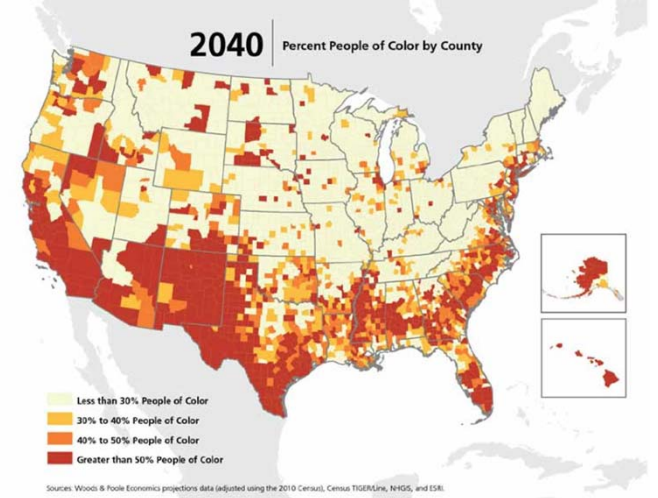 2040 Percent People of Color by County
Less than 30% People of Color
30% to 40% People of Color
40% to 50% People of Color
Greater than 50% People of Color
Sources: Woods & Poole Economics projections data (adjusted using the 2010 Census), Census TIGER/Line, NHGIS, and ESRI.